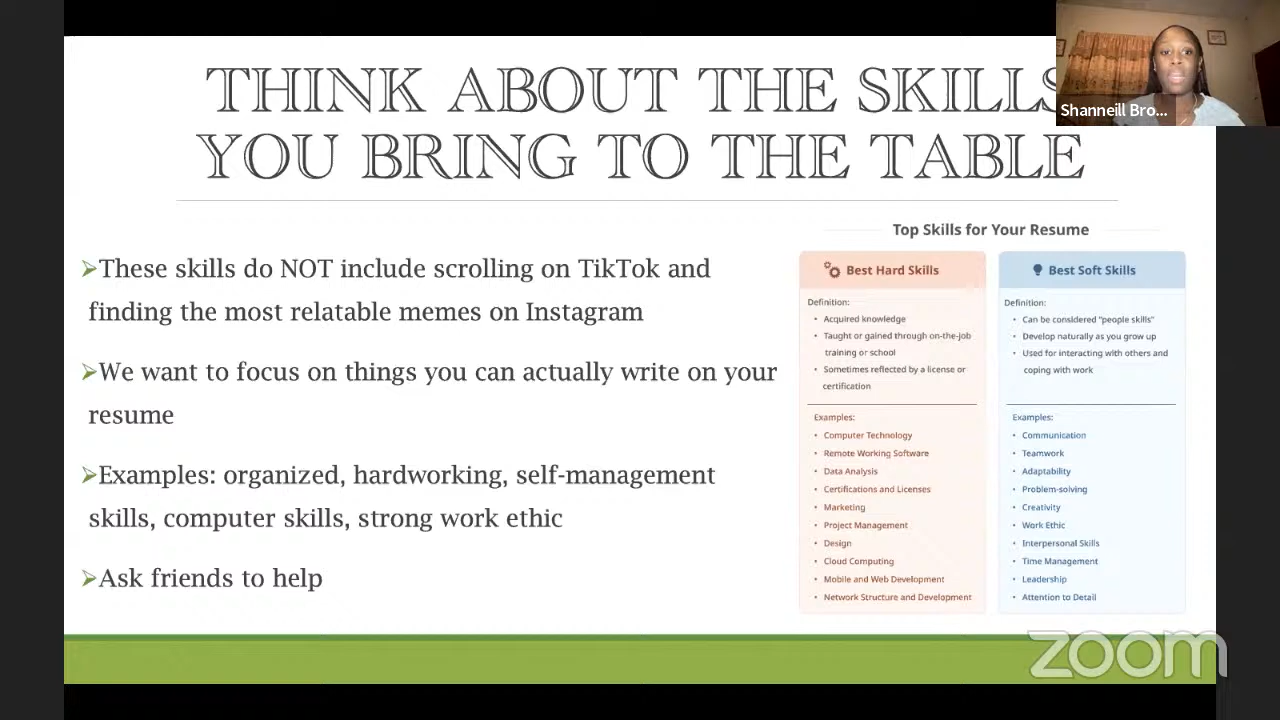 THINK ABOUT THE SKILLS
YOU BRING TO THE TABLE
Shanneill Bro...
➢These skills do NOT include scrolling on TikTok and
finding the most relatable memes on Instagram
➢We want to focus on things you can actually write on your
resume
➢Examples: organized, hardworking, self-management
skills, computer skills, strong work ethic
➢Ask friends to help
Top Skills for Your Resume
Best Hard Skills
Definition:
• Acquired knowledge
• Taught or gained through on-the-job
training or school
• Sometimes reflected by a license or
certification
Examples:
• Computer Technology
• Remote Working Software
• Data Analysis
• Certifications and Licenses
• Marketing
• Project Management
• Design
• Cloud Computing
• Mobile and Web Development
• Network Structure and Development
Best Soft Skills
Definition:
• Can be considered "people skills"
• Develop naturally as you grow up
• Used for interacting with others and
coping with work
Examples:
• Communication
• Teamwork
• Adaptability
• Problem-solving
• Creativity
• Work Ethic
• Interpersonal Skills
• Time Management
• Leadership
• Attention to Detail
zoom